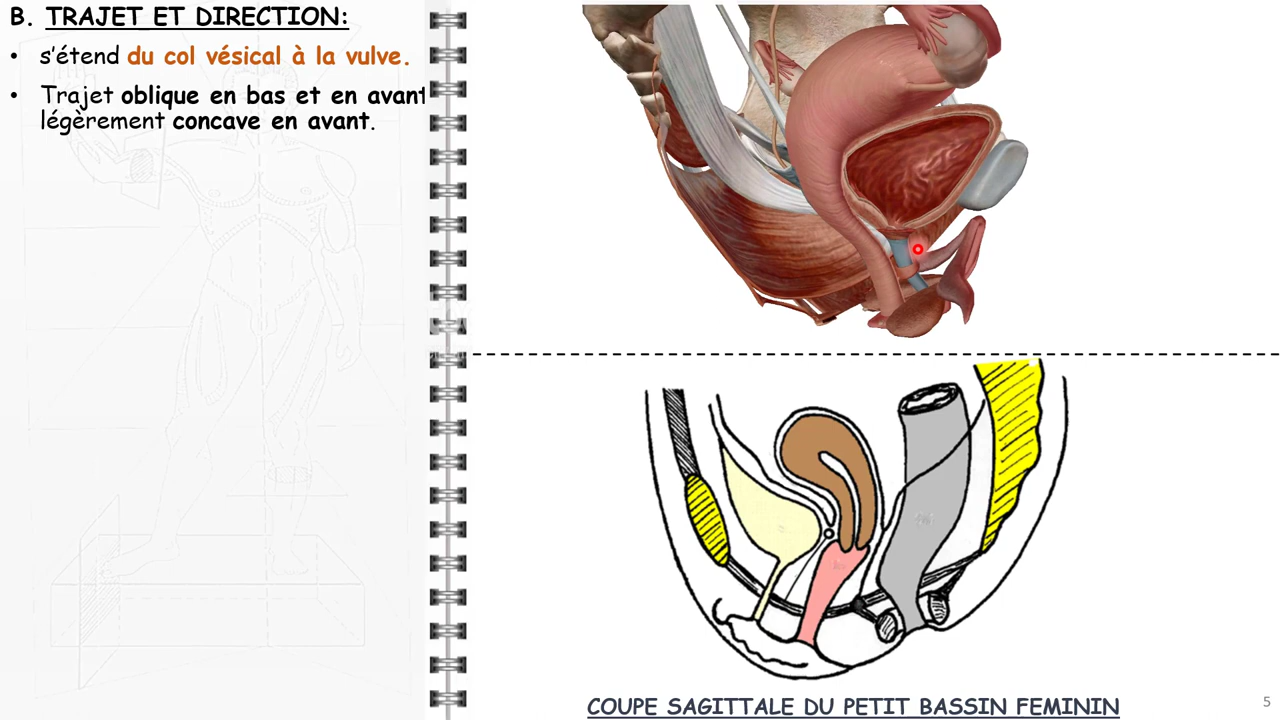 B. TRAJET ET DIRECTION:
• s’étend du col vésical à la vulve.
• Trajet oblique en bas et en avant
légèrement concave en avant.
COUPE SAGITTALE DU PETIT BASSIN FEMININ
5